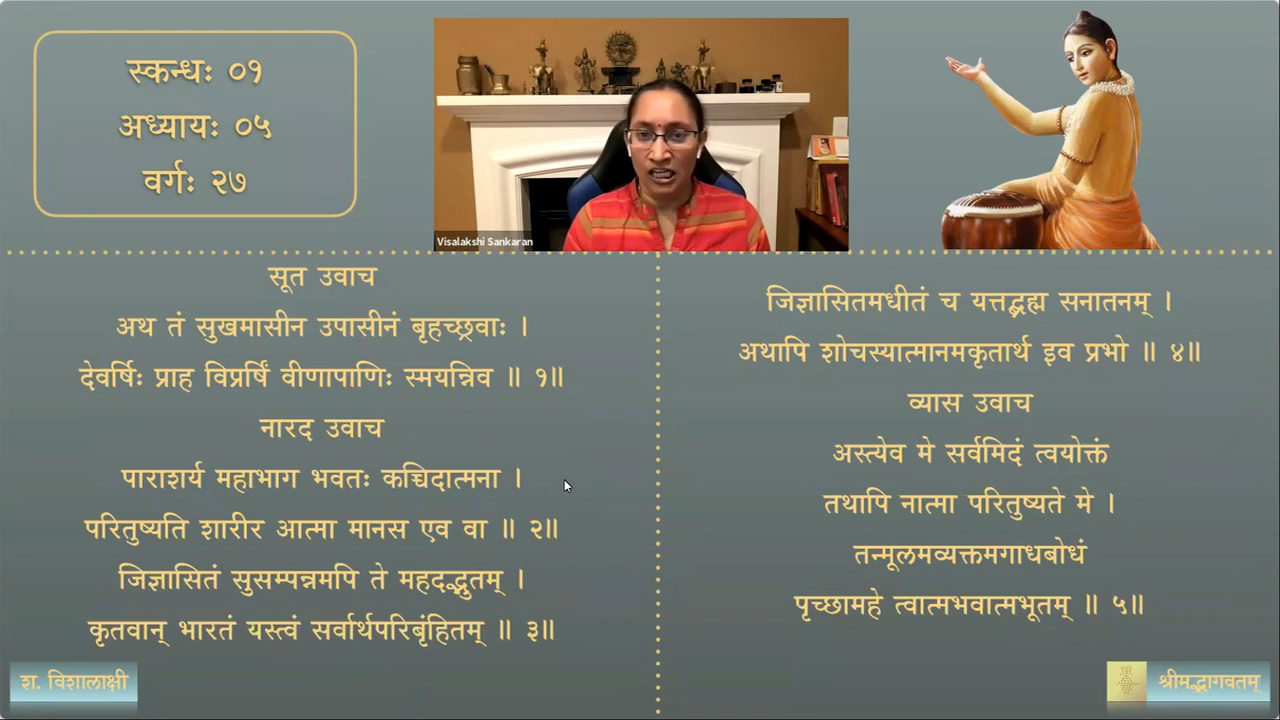 स्कन्धः ०१
अध्यायः ०५
वर्गः २७
Visalakshi Sankaran
सूत उवाच
अथ तं सुखमासीन उपासीनं बृहच्छ्रवाः ।
देवर्षिः प्राह विप्रर्षिं वीणापाणिः स्मयन्निव ॥ १॥
नारद उवाच
पाराशर्य महाभाग भवतः कच्चिदात्मना ।
परितुष्यति शारीर आत्मा मानस एव वा ॥ २॥
जिज्ञासितं सुसम्पन्नमपि ते महदद्भुतम् ।
कृतवान् भारतं यस्त्वं सर्वार्थपरिबृंहितम् ॥ ३॥
जिज्ञासितमधीतं च यत्तद्ब्रह्म सनातनम् ।
अथापि शोचस्यात्मानमकृतार्थ इव प्रभो ॥ ४॥
व्यास उवाच
अस्त्येव मे सर्वमिदं त्वयोक्तं
तथापि नात्मा परितुष्यते मे ।
तन्मूलमव्यक्तमगाधबोधं
पृच्छामहे त्वात्मभवात्मभूतम् ॥ ५॥
श. विशालाक्षी
श्रीमद्भागवतम्